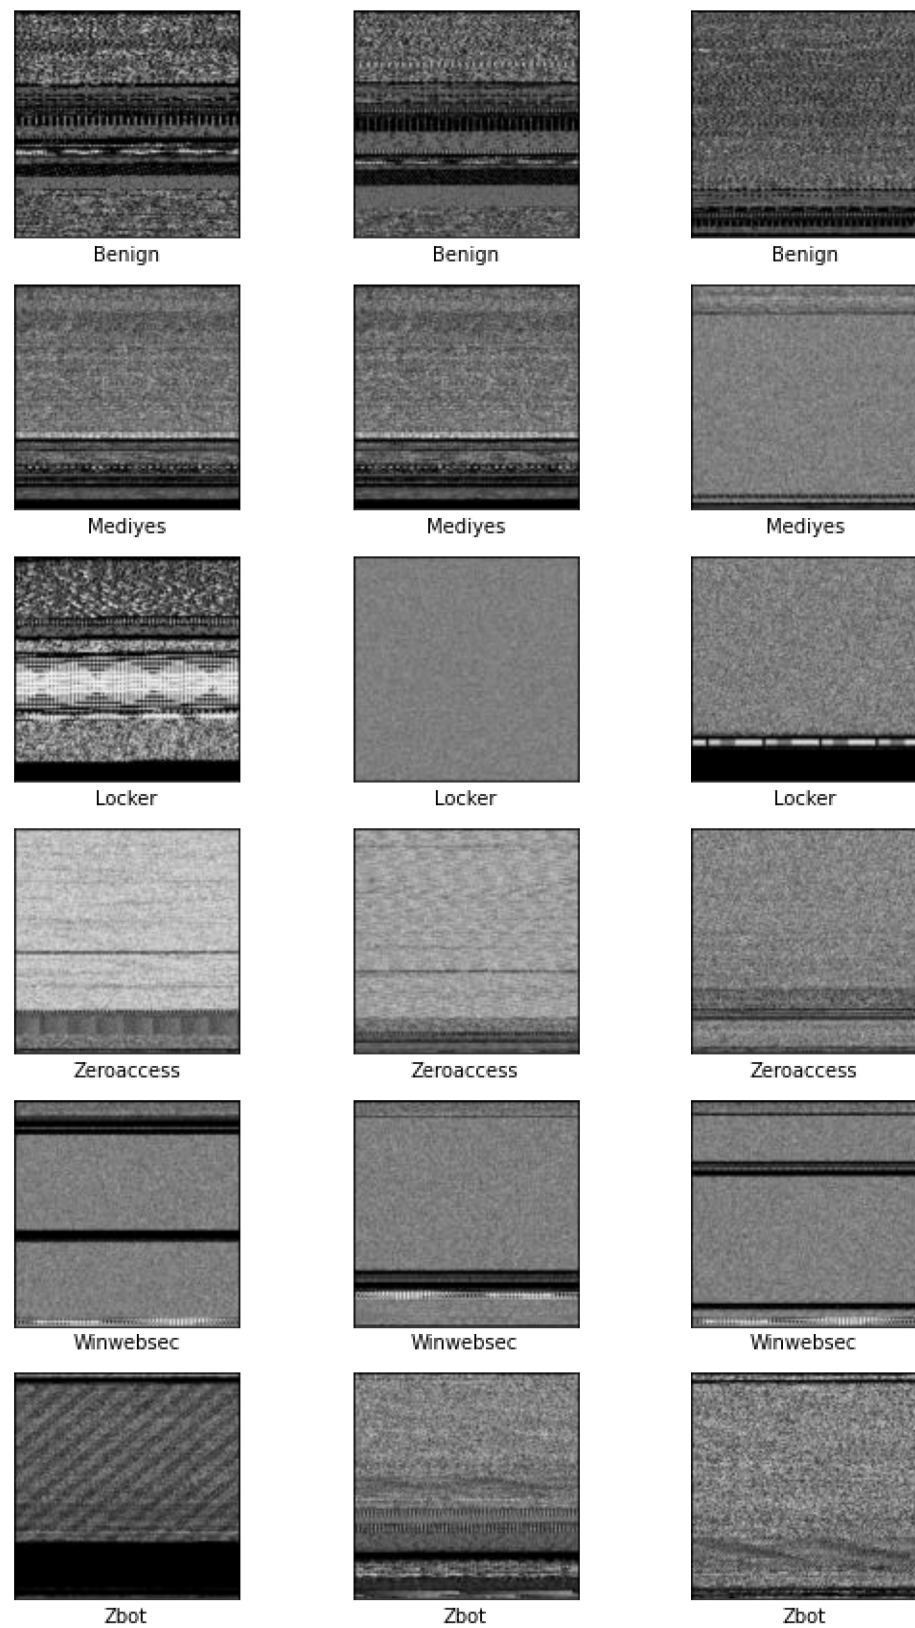 Benign Benign Benign
Mediyes Mediyes Mediyes
Locker Locker Locker
Zeroaccess Zeroaccess Zeroaccess
Winwebsec Winwebsec Winwebsec
Zbot Zbot Zbot